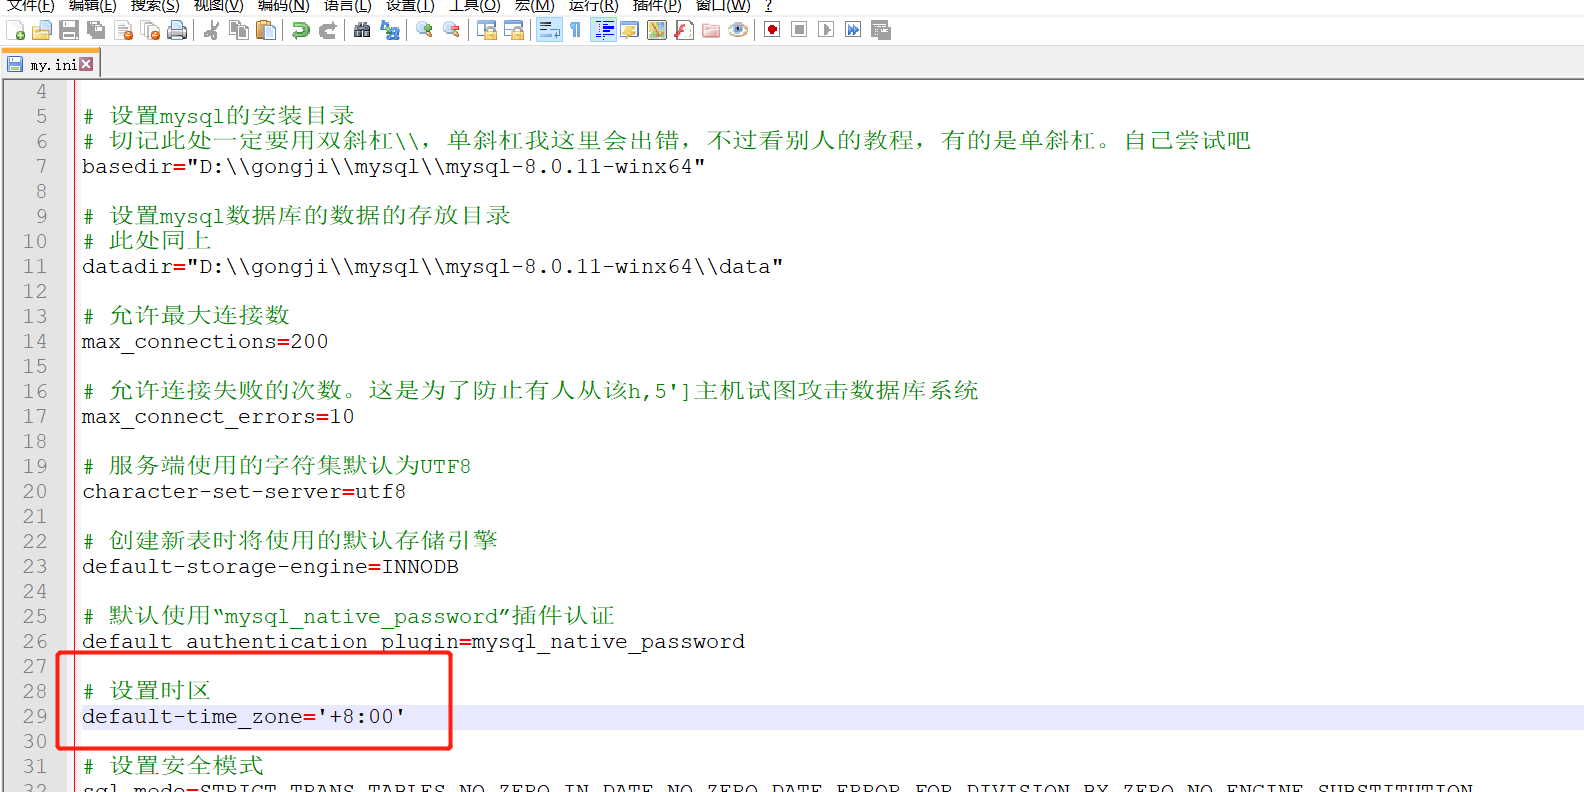 文件(F) 编辑(E) 搜索(S) 视图(V) 编码(N) 语言(L) 设置(T) 工具(O) 宏(M) 运行(R) 插件(P) 窗口(W) ?
my.ini
4
5 # 设置mysql的安装目录
6 # 切记此处一定要用双斜杠\\，单斜杠我这里会出错，不过看别人的教程，有的是单斜杠。自己尝试吧
7 basedir="D:\\gongji\\mysql\\mysql-8.0.11-winx64"
8
9 # 设置mysql数据库的数据的存放目录
10 # 此处同上
11 datadir="D:\\gongji\\mysql\\mysql-8.0.11-winx64\\data"
12
13 # 允许最大连接数
14 max_connections=200
15
16 # 允许连接失败的次数。这是为了防止有人从该h,5']主机试图攻击数据库系统
17 max_connect_errors=10
18
19 # 服务端使用的字符集默认为UTF8
20 character-set-server=utf8
21
22 # 创建新表时将使用的默认存储引擎
23 default-storage-engine=INNODB
24
25 # 默认使用“mysql_native_password”插件认证
26 default_authentication_plugin=mysql_native_password
27
28 # 设置时区
29 default-time_zone='+8:00'
30
31 # 设置安全模式
32 sql_mode=STRICT_TRANS_TABLES,NO_ZERO_IN_DATE,NO_ZERO_DATE,ERROR_FOR_DIVISION_BY_ZERO,NO_ENGINE_SUBSTITUTION